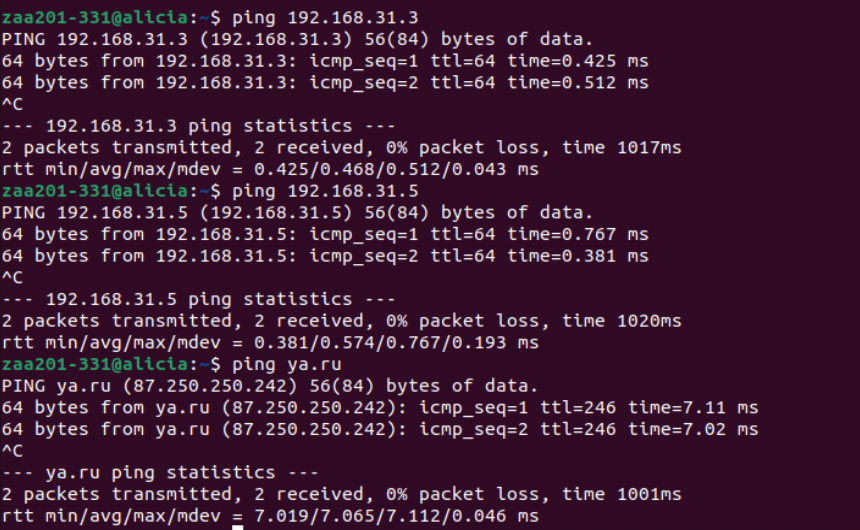 zaa201-331@alicia:~$ ping 192.168.31.3
PING 192.168.31.3 (192.168.31.3) 56(84) bytes of data.
64 bytes from 192.168.31.3: icmp_seq=1 ttl=64 time=0.425 ms
64 bytes from 192.168.31.3: icmp_seq=2 ttl=64 time=0.512 ms
^C
--- 192.168.31.3 ping statistics ---
2 packets transmitted, 2 received, 0% packet loss, time 1017ms
rtt min/avg/max/mdev = 0.425/0.468/0.512/0.043 ms
zaa201-331@alicia:~$ ping 192.168.31.5
PING 192.168.31.5 (192.168.31.5) 56(84) bytes of data.
64 bytes from 192.168.31.5: icmp_seq=1 ttl=64 time=0.767 ms
64 bytes from 192.168.31.5: icmp_seq=2 ttl=64 time=0.381 ms
^C
--- 192.168.31.5 ping statistics ---
2 packets transmitted, 2 received, 0% packet loss, time 1020ms
rtt min/avg/max/mdev = 0.381/0.574/0.767/0.193 ms
zaa201-331@alicia:~$ ping ya.ru
PING ya.ru (87.250.250.242) 56(84) bytes of data.
64 bytes from ya.ru (87.250.250.242): icmp_seq=1 ttl=246 time=7.11 ms
64 bytes from ya.ru (87.250.250.242): icmp_seq=2 ttl=246 time=7.02 ms
^C
--- ya.ru ping statistics ---
2 packets transmitted, 2 received, 0% packet loss, time 1001ms
rtt min/avg/max/mdev = 7.019/7.065/7.112/0.046 ms